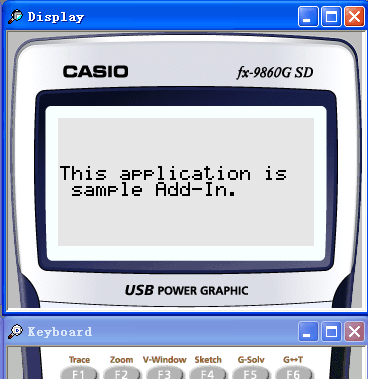 Display
CASIO fx-9860G SD
This application is
sample Add-In.
USB POWER GRAPHIC
Keyboard
Trace Zoom V-Window Sketch G-Solv G↔T
F1 F2 F3 F4 F5 F6